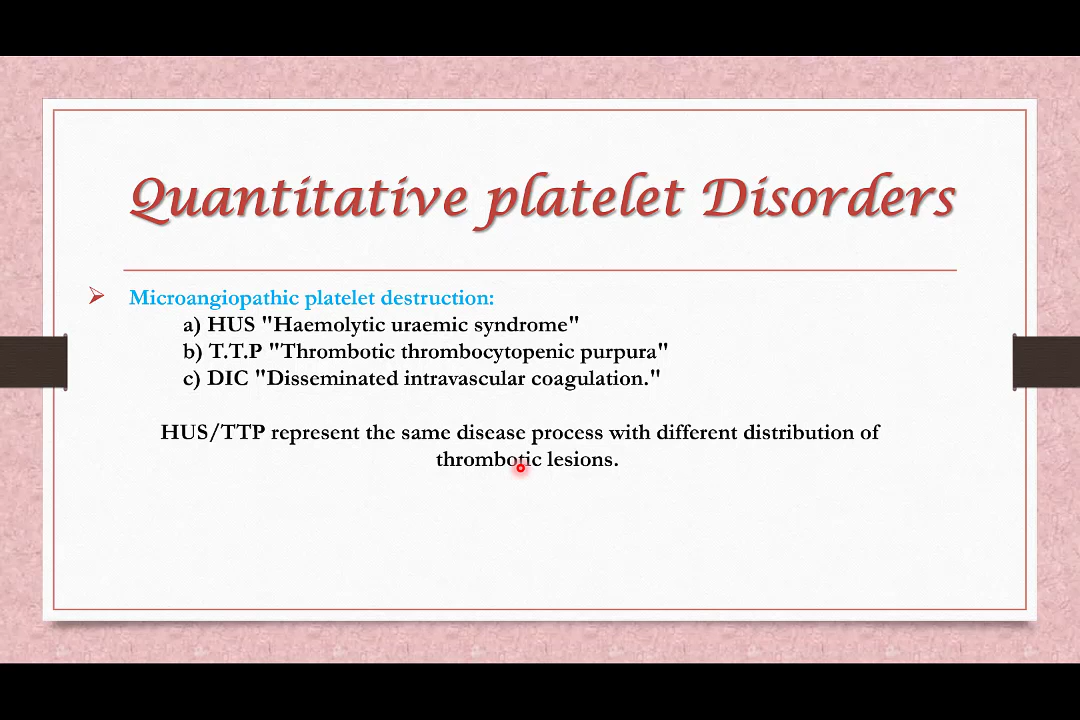 Quantitative platelet Disorders
Microangiopathic platelet destruction:
a) HUS "Haemolytic uraemic syndrome"
b) T.T.P "Thrombotic thrombocytopenic purpura"
c) DIC "Disseminated intravascular coagulation."
HUS/TTP represent the same disease process with different distribution of
thrombotic lesions.